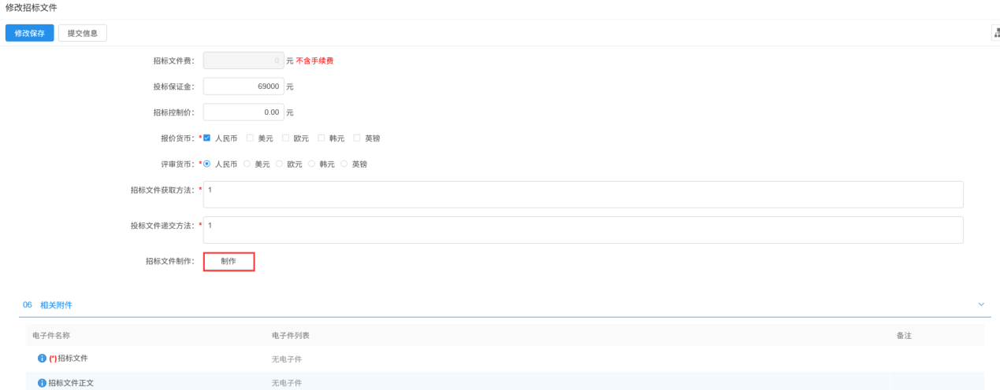 修改招标文件
修改保存 提交信息
招标文件费： 0 元 不含手续费
投标保证金： 69000 元
招标控制价： 0.00 元
报价货币：* 人民币 美元 欧元 韩元 英镑
评审货币：* 人民币 美元 欧元 韩元 英镑
招标文件获取方法：* 1
投标文件递交方法：* 1
招标文件制作： 制作
06 相关附件
电子件名称 电子件列表 备注
(*)招标文件 无电子件
招标文件正文 无电子件